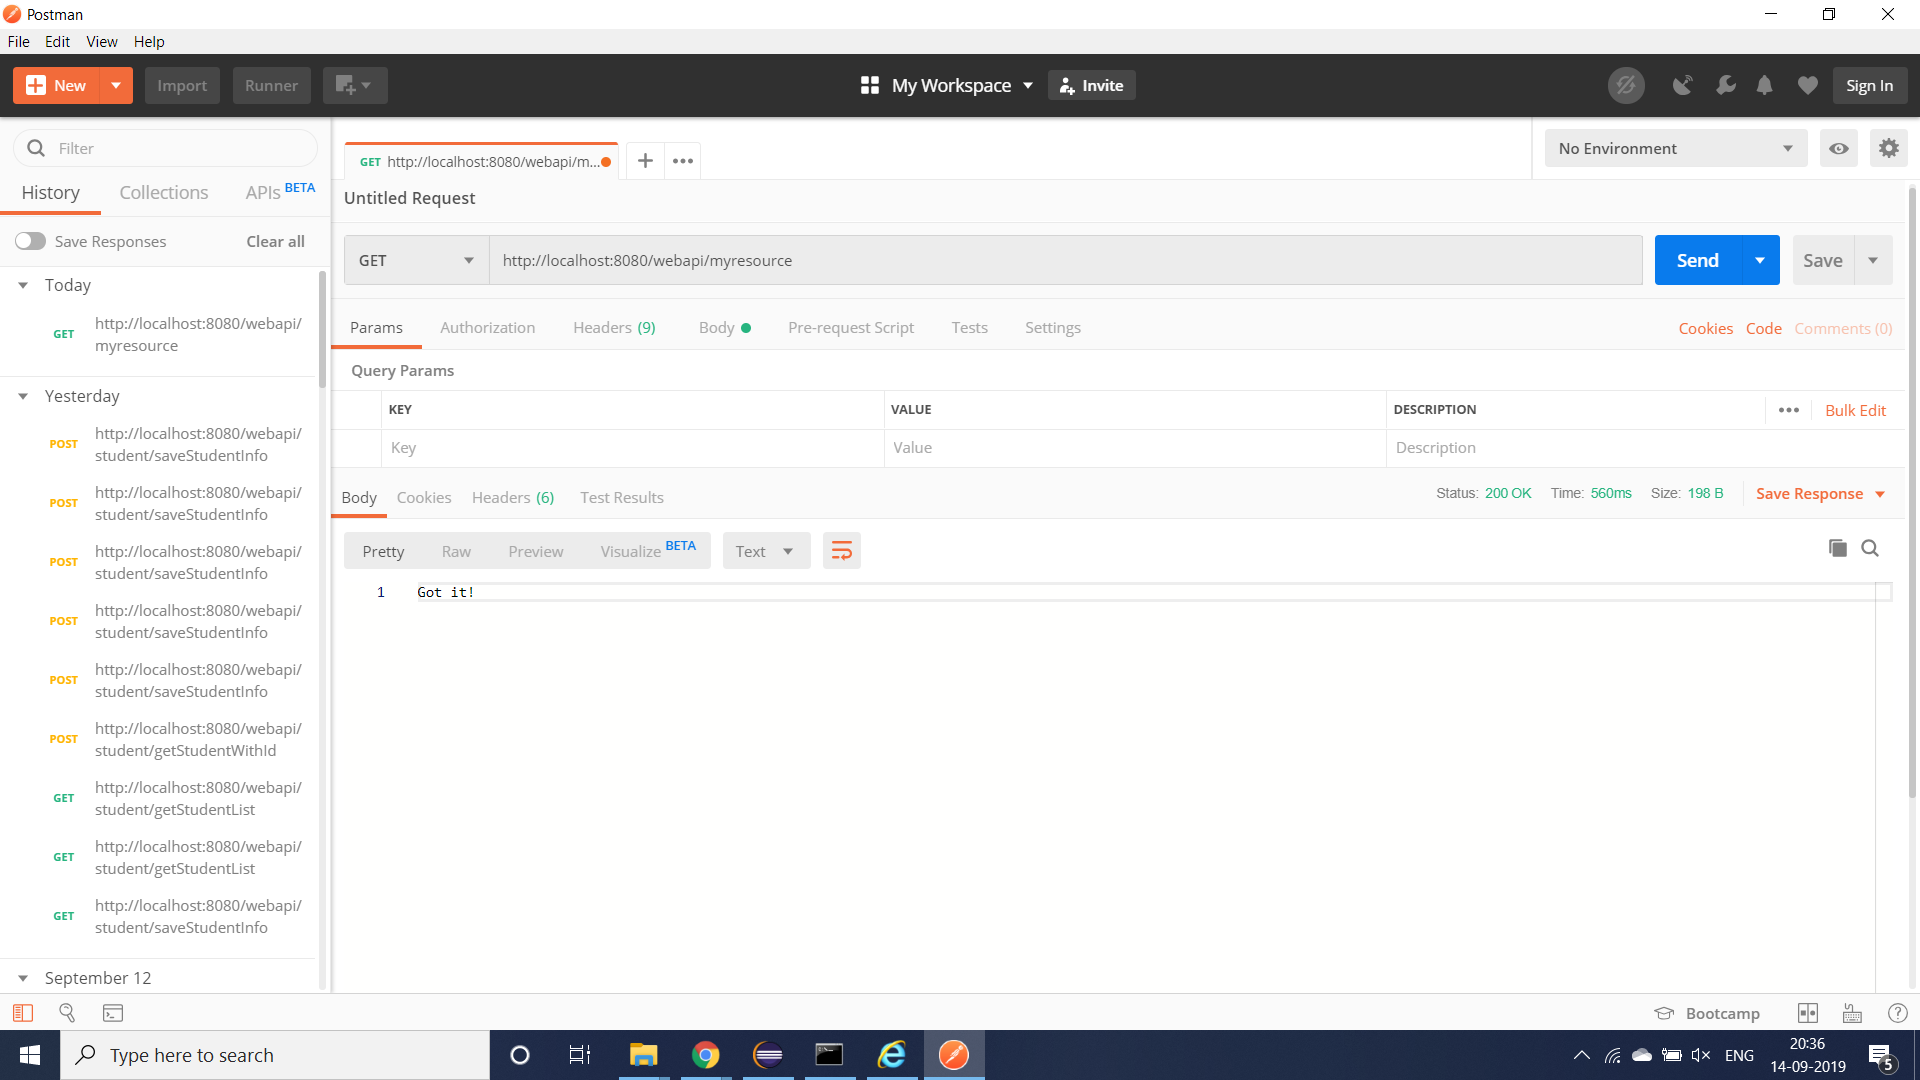 Postman
File Edit View Help
New Import Runner My Workspace Invite Sign In
Filter
History Collections APIs BETA
Save Responses Clear all
Today
GET http://localhost:8080/webapi/
myresource
Yesterday
POST http://localhost:8080/webapi/
student/saveStudentInfo
POST http://localhost:8080/webapi/
student/saveStudentInfo
POST http://localhost:8080/webapi/
student/saveStudentInfo
POST http://localhost:8080/webapi/
student/saveStudentInfo
POST http://localhost:8080/webapi/
student/saveStudentInfo
POST http://localhost:8080/webapi/
student/getStudentWithId
GET http://localhost:8080/webapi/
student/getStudentList
GET http://localhost:8080/webapi/
student/getStudentList
GET http://localhost:8080/webapi/
student/saveStudentInfo
September 12
GET http://localhost:8080/webapi/m...
No Environment
Untitled Request
GET http://localhost:8080/webapi/myresource Send Save
Params Authorization Headers (9) Body Pre-request Script Tests Settings Cookies Code Comments (0)
Query Params
KEY VALUE DESCRIPTION ••• Bulk Edit
Key Value Description
Body Cookies Headers (6) Test Results Status: 200 OK Time: 560ms Size: 198 B Save Response
Pretty Raw Preview Visualize BETA Text
1 Got it!
Bootcamp
Type here to search
ENG
20:36
14-09-2019
5